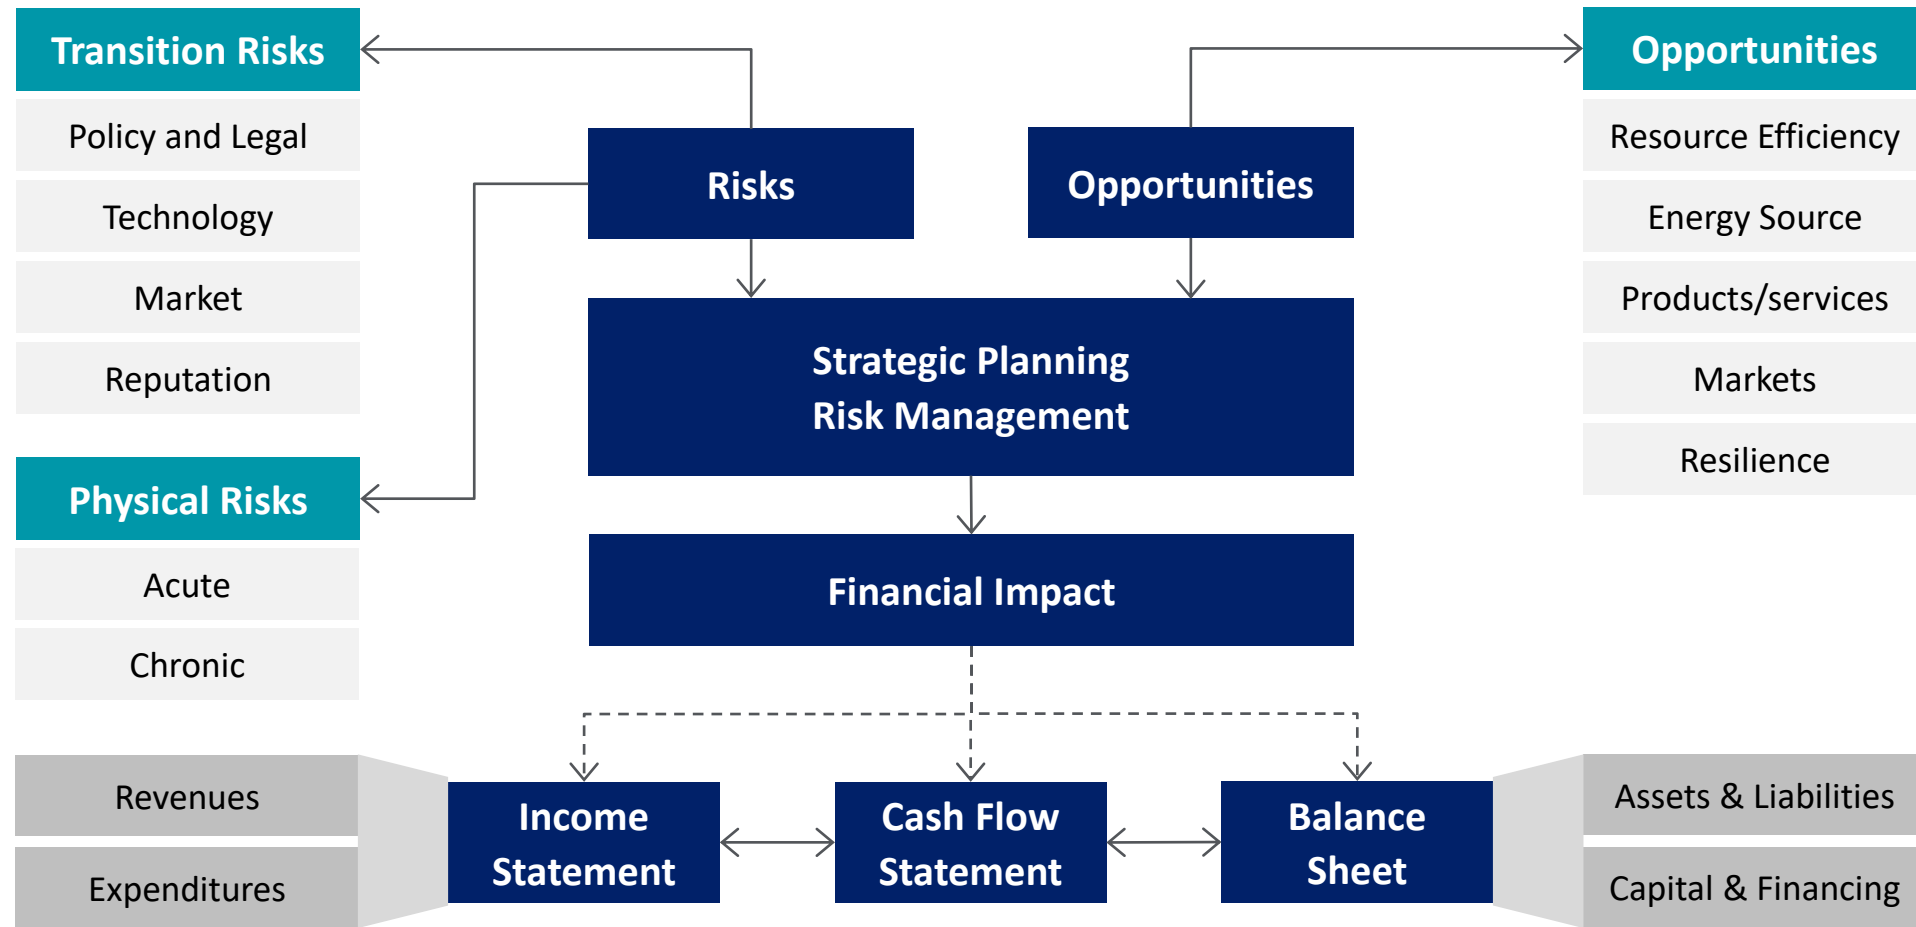 Transition Risks
Policy and Legal
Technology
Market
Reputation
Physical Risks
Acute
Chronic
Risks
Opportunities
Strategic Planning
Risk Management
Financial Impact
Opportunities
Resource Efficiency
Energy Source
Products/services
Markets
Resilience
Revenues
Expenditures
Income
Statement
Cash Flow
Statement
Balance
Sheet
Assets & Liabilities
Capital & Financing